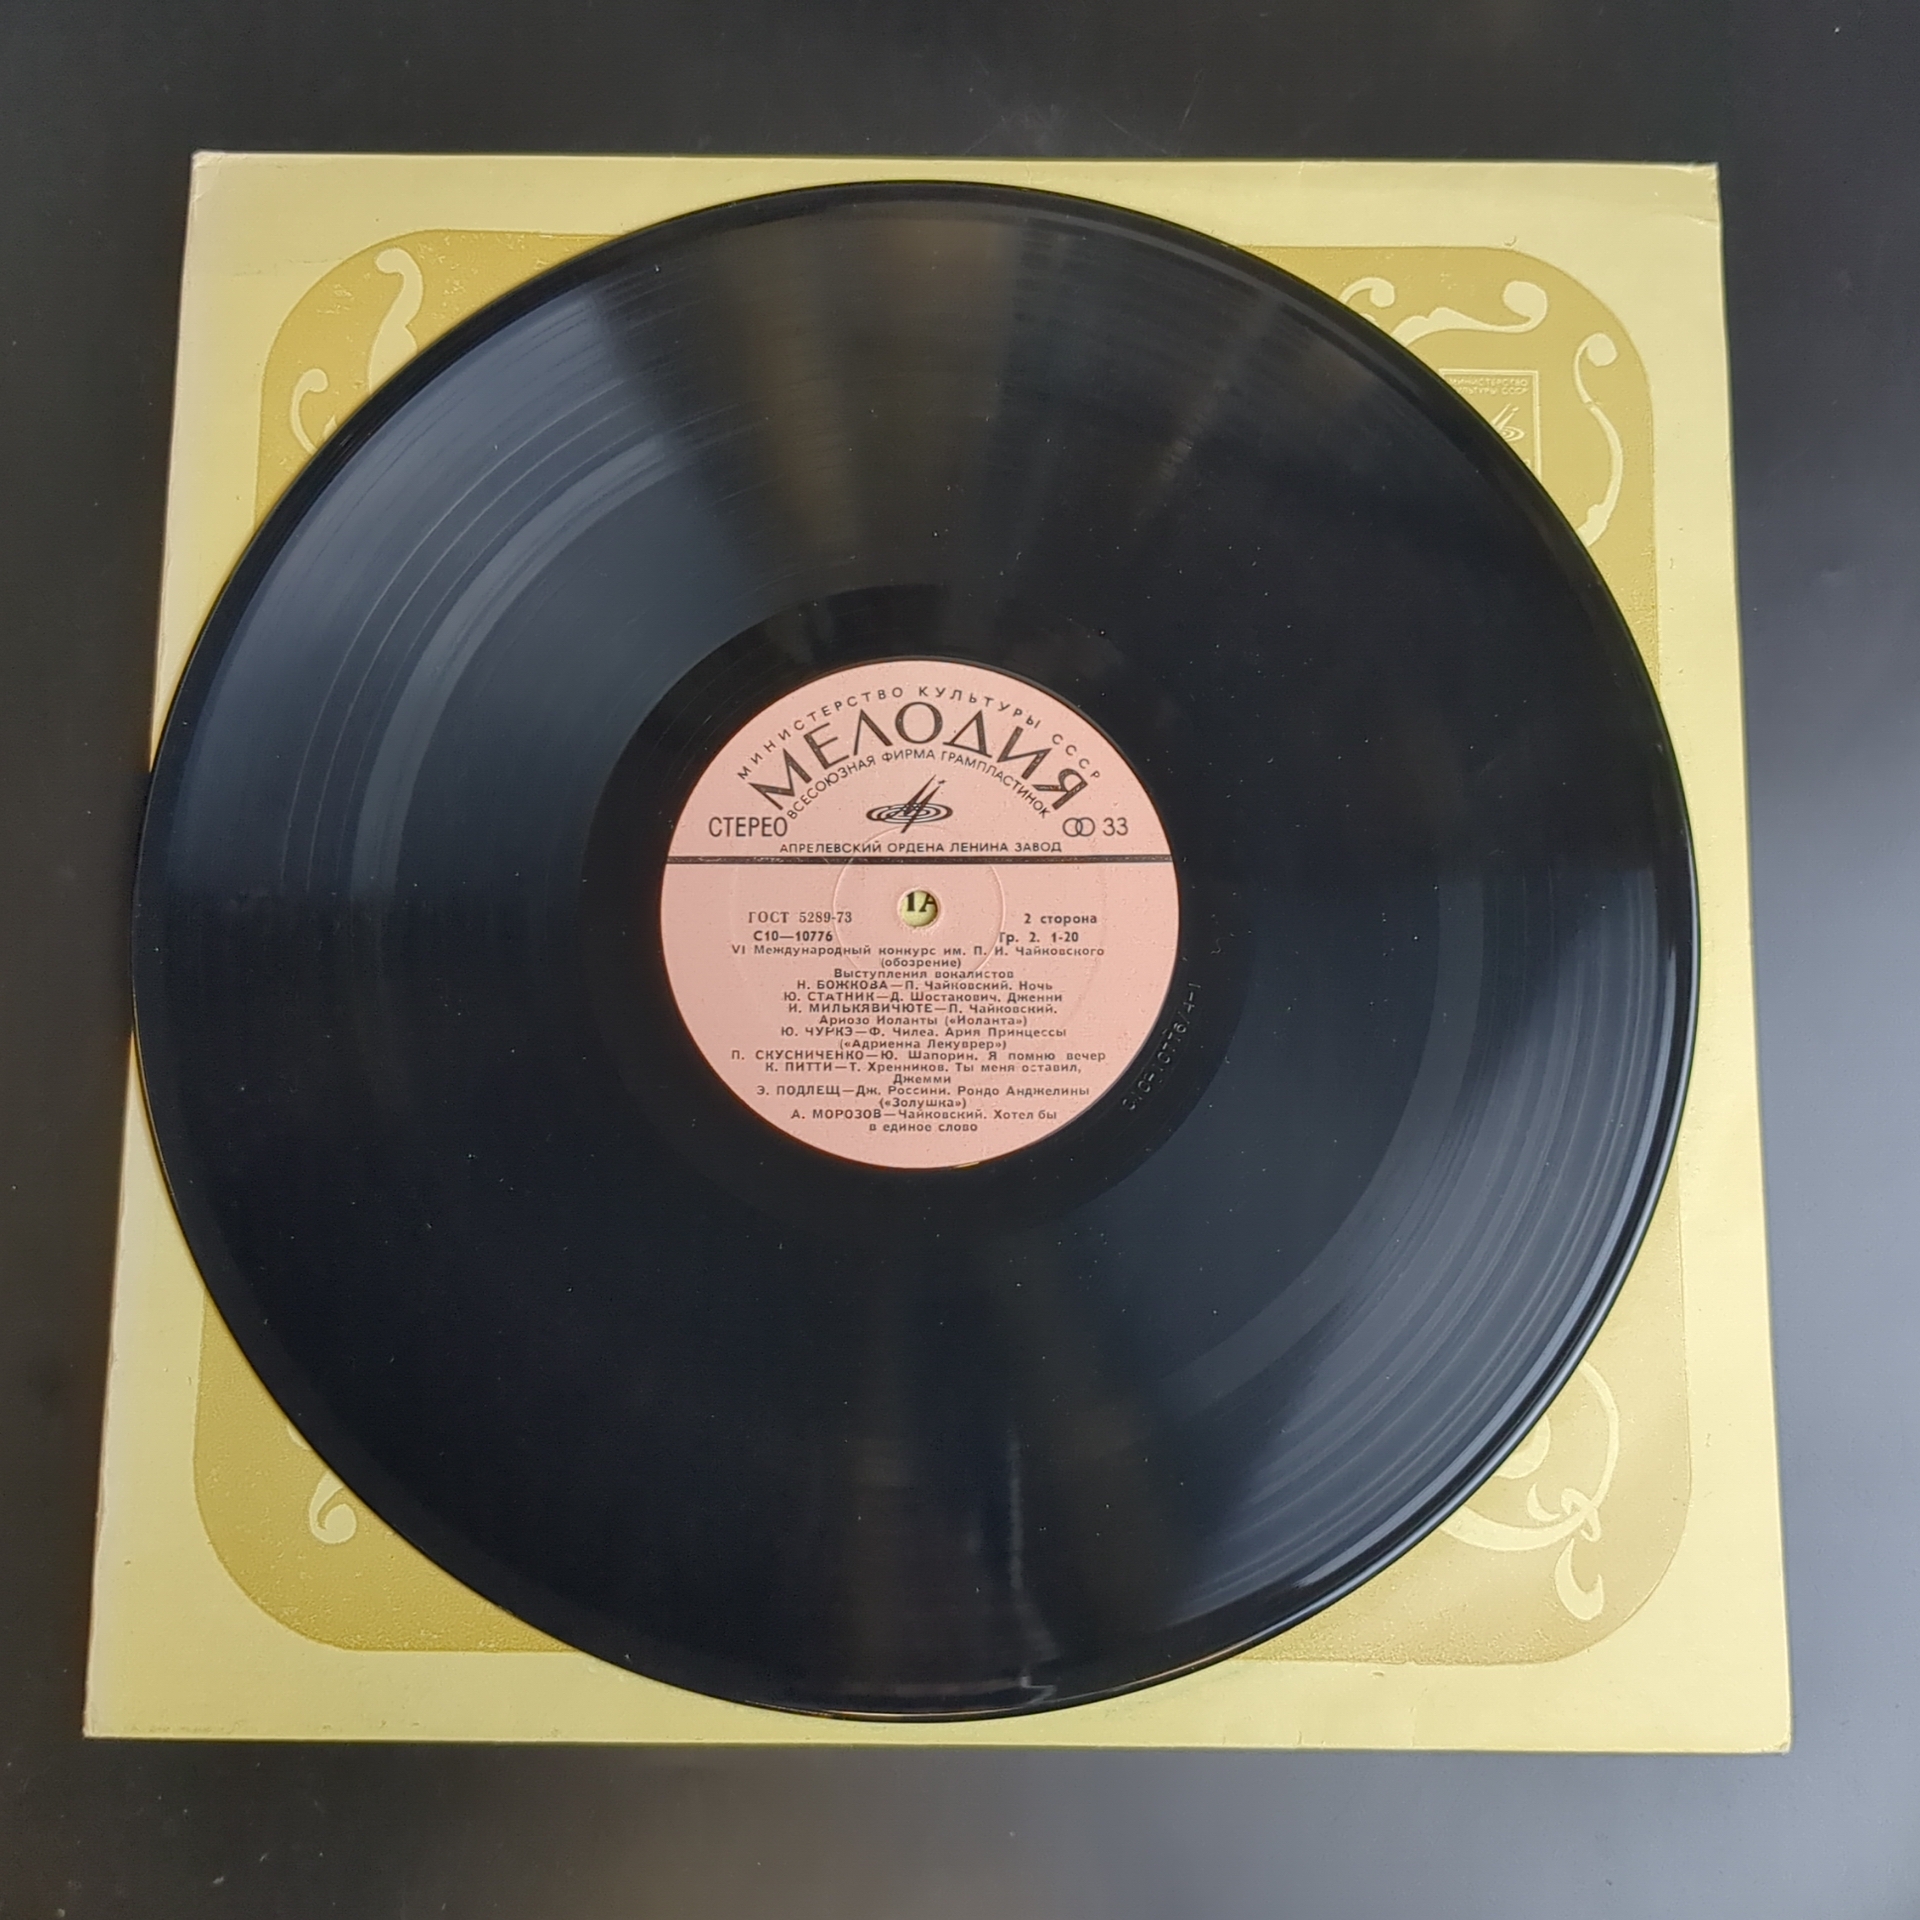 МИНИСТЕРСТВО КУЛЬТУРЫ СССР
МЕЛОДИЯ
ВСЕСОЮЗНАЯ ФИРМА ГРАМПЛАСТИНОК
СТЕРЕО 33
АПРЕЛЕВСКИЙ ОРДЕНА ЛЕНИНА ЗАВОД
1А
ГОСТ 5289-73 2 сторона
С10—10776 Гр. 2. 1-20
VI Международный конкурс им. П. И. Чайковского
(обозрение)
Выступления вокалистов
Н. БОЖКОВА—П. Чайковский. Ночь
Ю. СТАТНИК—Д. Шостакович. Дженни
И. МИЛЬКЯВИЧЮТЕ—П. Чайковский.
Ариозо Иоланты («Иоланта»)
Ю. ЧУРКЭ—Ф. Чилеа. Ария Принцессы
(«Адриенна Лекуврер»)
П. СКУСНИЧЕНКО—Ю. Шапорин. Я помню вечер
К. ПИТТИ—Т. Хренников. Ты меня оставил,
Джемми
Э. ПОДЛЕЩ—Дж. Россини. Рондо Анджелины
(«Золушка»)
А. МОРОЗОВ—Чайковский. Хотел бы
в единое слово
МИНИСТЕРСТВО
КУЛЬТУРЫ СССР